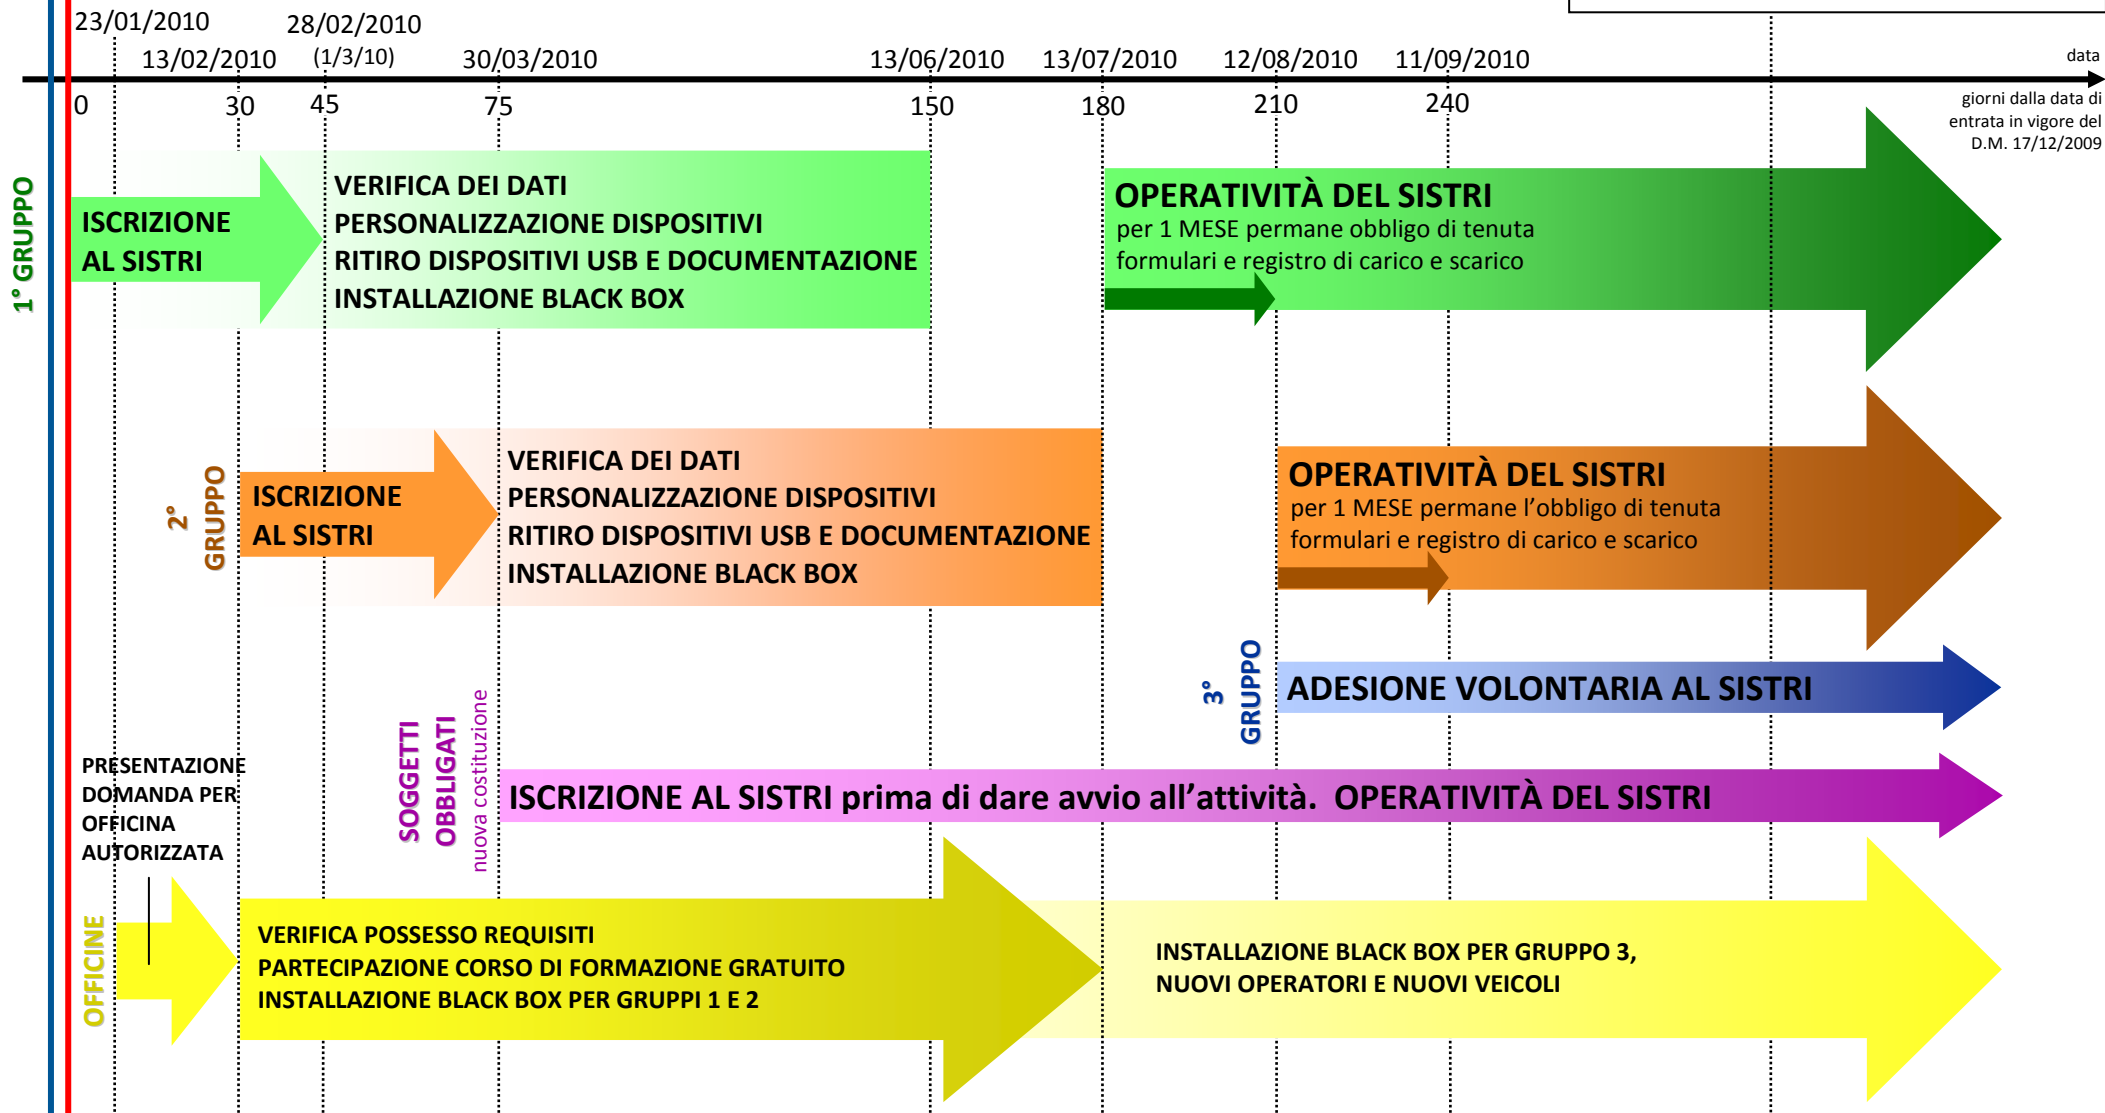 23/01/2010
28/02/2010
13/02/2010
(1/3/10)
30/03/2010
13/06/2010
13/07/2010
12/08/2010
11/09/2010
data
0
30
45
75
150
180
210
240
giorni dalla data di
entrata in vigore del
D.M. 17/12/2009
1° GRUPPO
ISCRIZIONE
AL SISTRI
VERIFICA DEI DATI
PERSONALIZZAZIONE DISPOSITIVI
RITIRO DISPOSITIVI USB E DOCUMENTAZIONE
INSTALLAZIONE BLACK BOX
OPERATIVITÀ DEL SISTRI
per 1 MESE permane obbligo di tenuta
formulari e registro di carico e scarico
2°
GRUPPO
ISCRIZIONE
AL SISTRI
VERIFICA DEI DATI
PERSONALIZZAZIONE DISPOSITIVI
RITIRO DISPOSITIVI USB E DOCUMENTAZIONE
INSTALLAZIONE BLACK BOX
OPERATIVITÀ DEL SISTRI
per 1 MESE permane l’obbligo di tenuta
formulari e registro di carico e scarico
3°
GRUPPO
ADESIONE VOLONTARIA AL SISTRI
SOGGETTI
OBBLIGATI
nuova costituzione
ISCRIZIONE AL SISTRI prima di dare avvio all’attività. OPERATIVITÀ DEL SISTRI
PRESENTAZIONE
DOMANDA PER
OFFICINA
AUTORIZZATA
OFFICINE
VERIFICA POSSESSO REQUISITI
PARTECIPAZIONE CORSO DI FORMAZIONE GRATUITO
INSTALLAZIONE BLACK BOX PER GRUPPI 1 E 2
INSTALLAZIONE BLACK BOX PER GRUPPO 3,
NUOVI OPERATORI E NUOVI VEICOLI